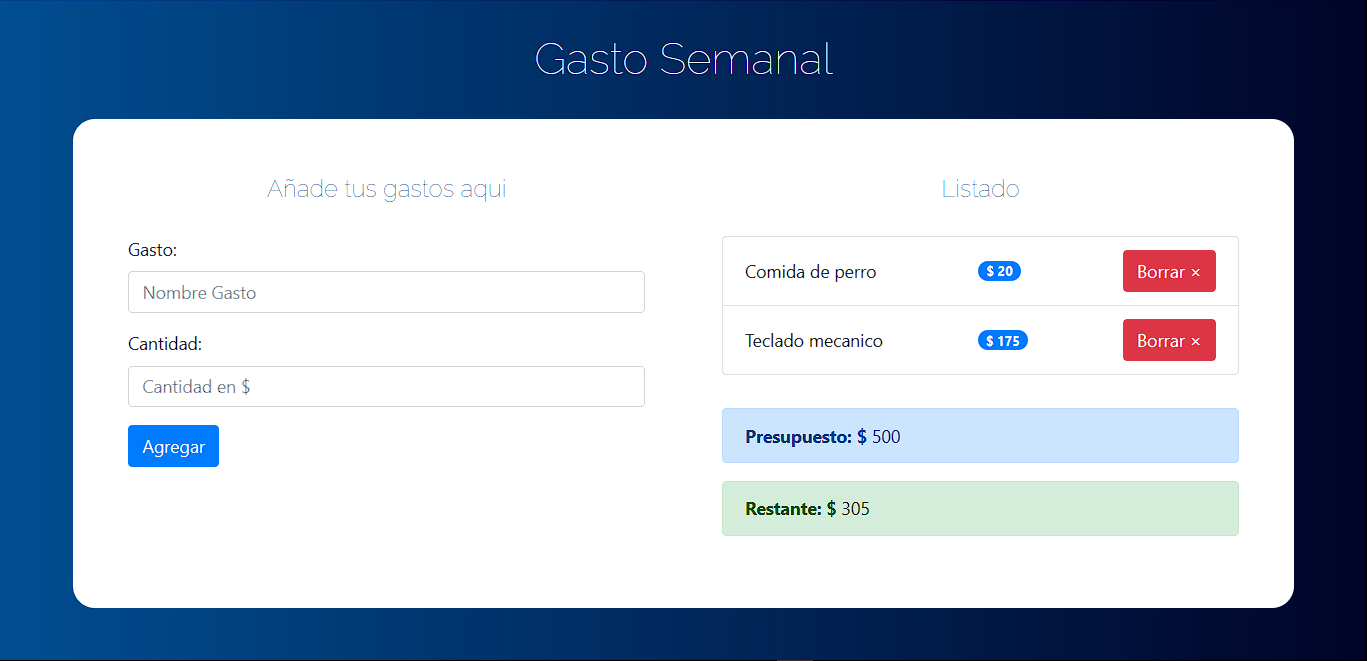 Gasto Semanal
Añade tus gastos aqui
Gasto:
Nombre Gasto
Cantidad:
Cantidad en $
Agregar
Listado
Comida de perro $ 20 Borrar ×
Teclado mecanico $ 175 Borrar ×
Presupuesto: $ 500
Restante: $ 305